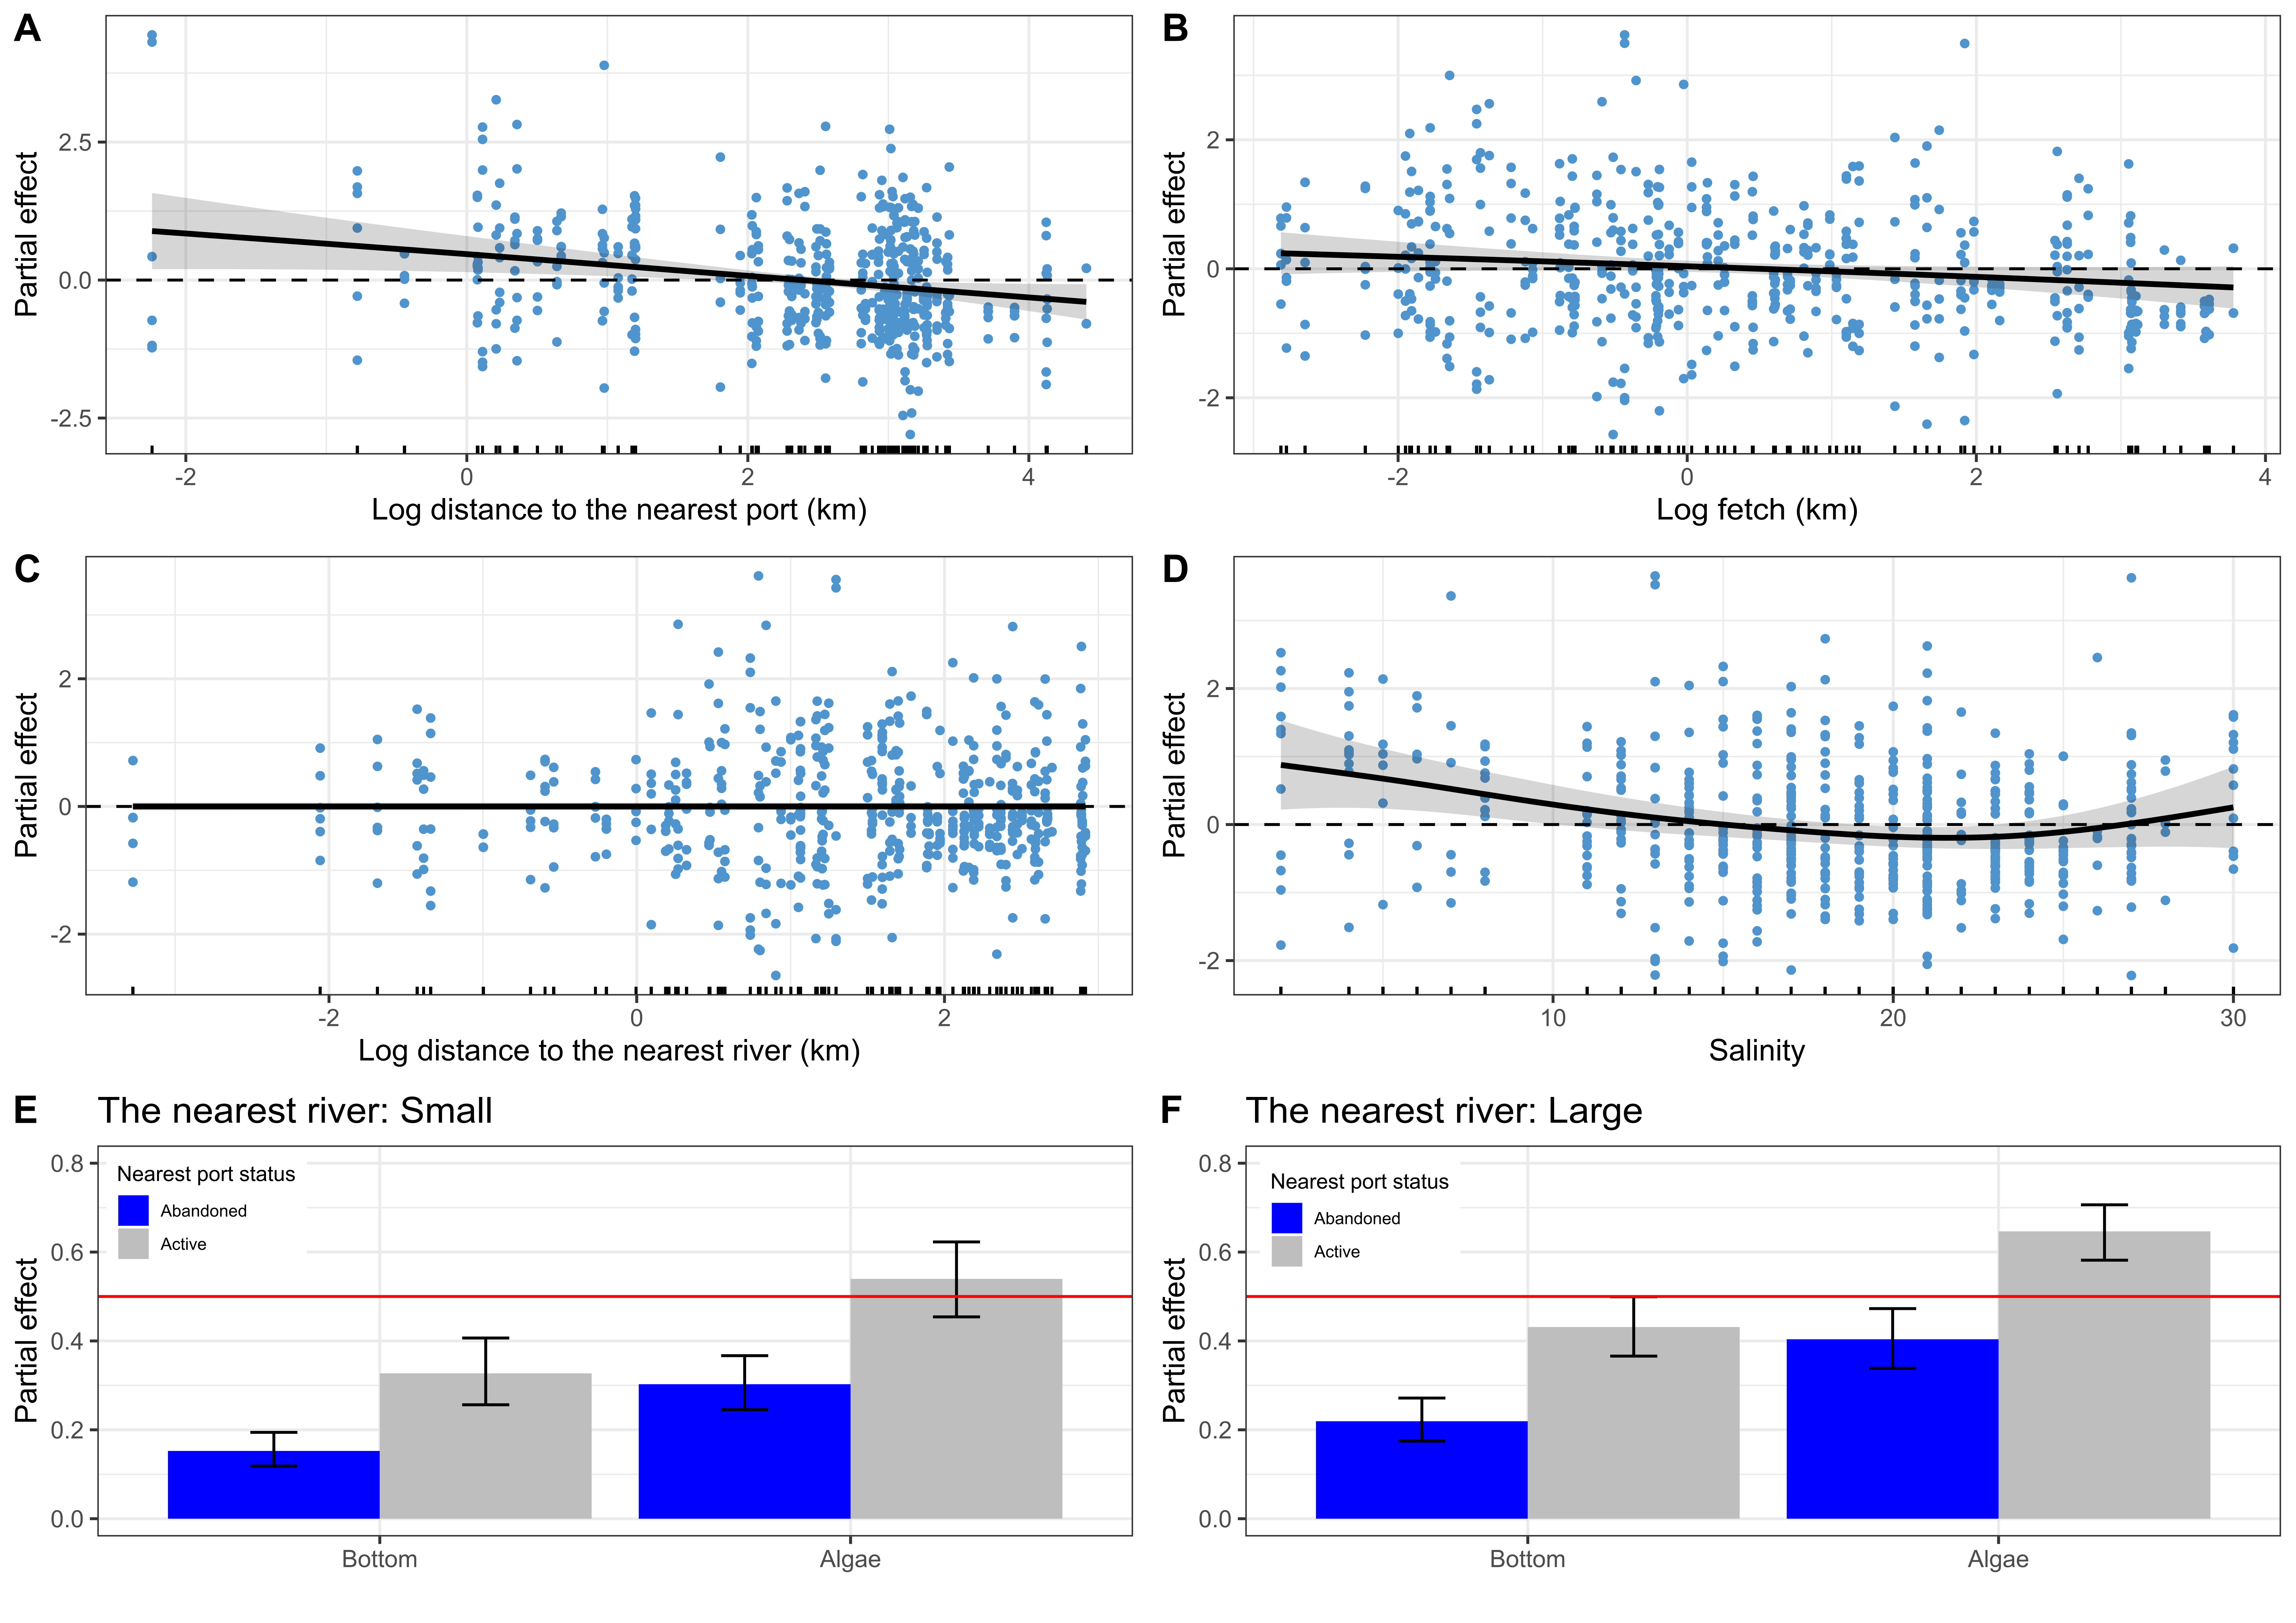 A
Partial effect
2.5
0.0
-2.5
-2
0
2
4
Log distance to the nearest port (km)
B
Partial effect
2
0
-2
-2
0
2
4
Log fetch (km)
C
Partial effect
2
0
-2
-2
0
2
Log distance to the nearest river (km)
D
Partial effect
2
0
-2
10
20
30
Salinity
E
The nearest river: Small
Partial effect
0.8
0.6
0.4
0.2
0.0
Nearest port status
Abandoned
Active
Bottom
Algae
F
The nearest river: Large
Partial effect
0.8
0.6
0.4
0.2
0.0
Nearest port status
Abandoned
Active
Bottom
Algae